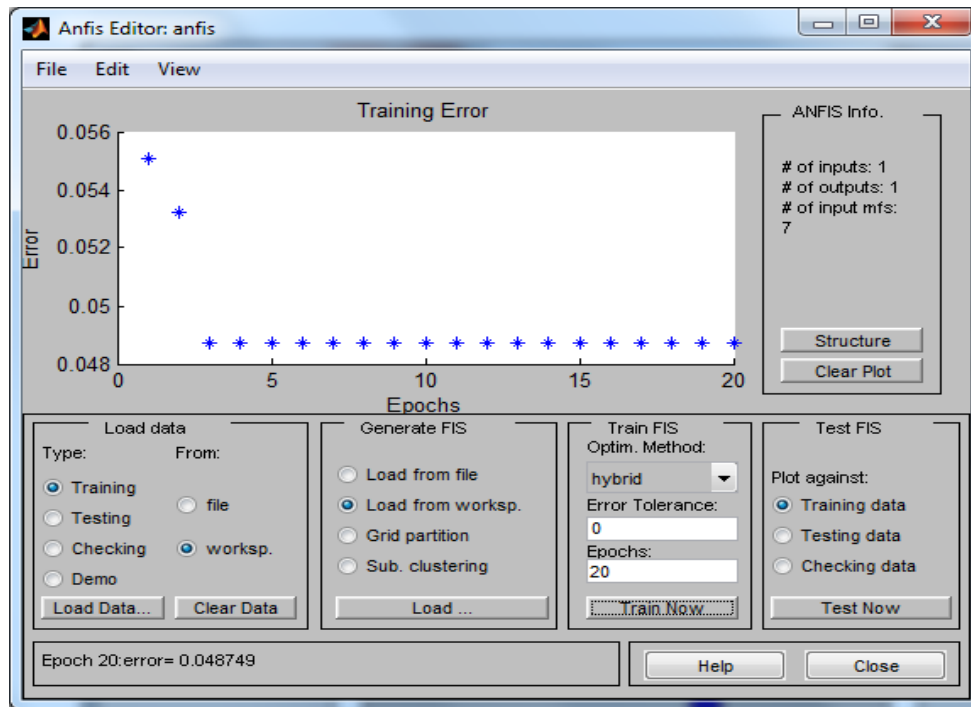 Anfis Editor: anfis
File Edit View
Training Error
0.056
0.054
0.052
0.05
0.048
Error
0 5 10 15 20
Epochs
ANFIS Info.
# of inputs: 1
# of outputs: 1
# of input mfs:
7
Structure
Clear Plot
Load data
Type: From:
Training
Testing
Checking
Demo
file
worksp.
Load Data... Clear Data
Generate FIS
Load from file
Load from worksp.
Grid partition
Sub. clustering
Load ...
Train FIS
Optim. Method:
hybrid
Error Tolerance:
0
Epochs:
20
Train Now
Test FIS
Plot against:
Training data
Testing data
Checking data
Test Now
Epoch 20:error= 0.048749
Help Close